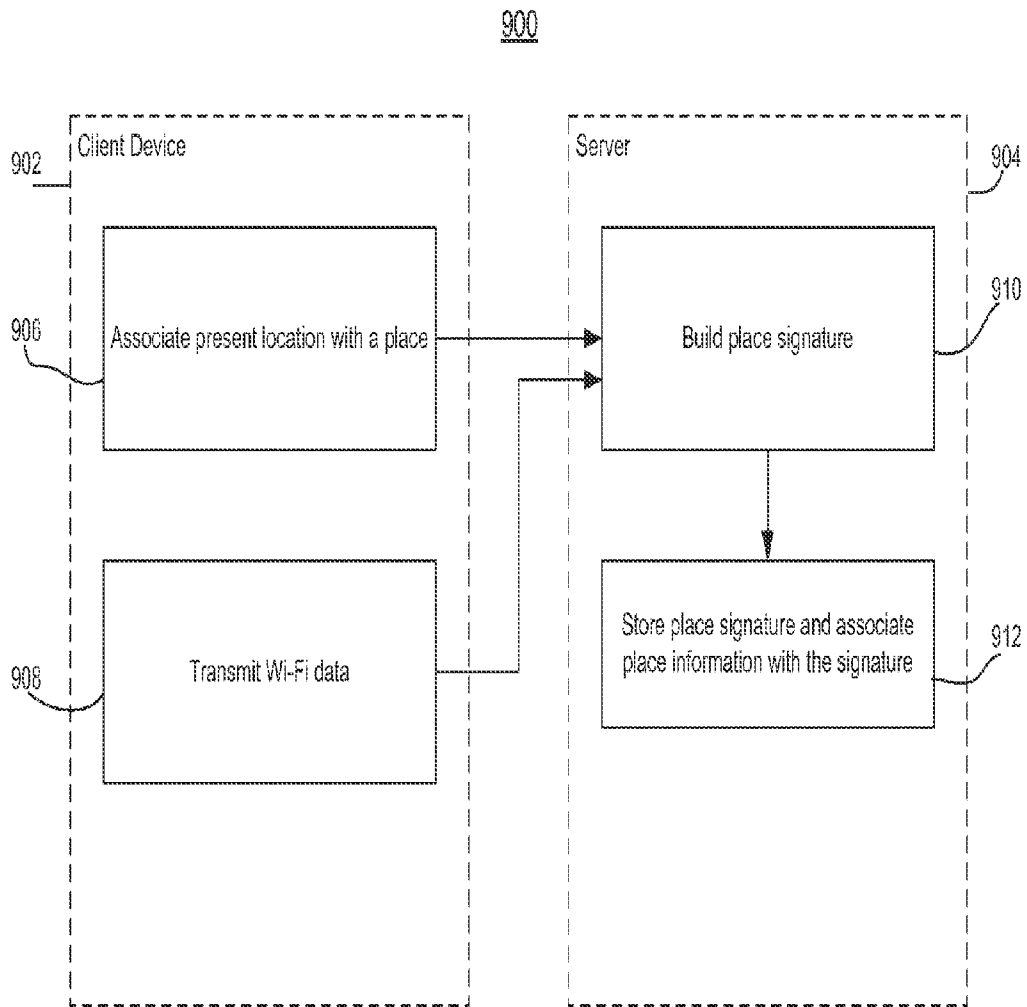 900
Client Device
Server
902
904
906
Associate present location with a place
Build place signature
910
908
Transmit Wi-Fi data
Store place signature and associate
place information with the signature
912